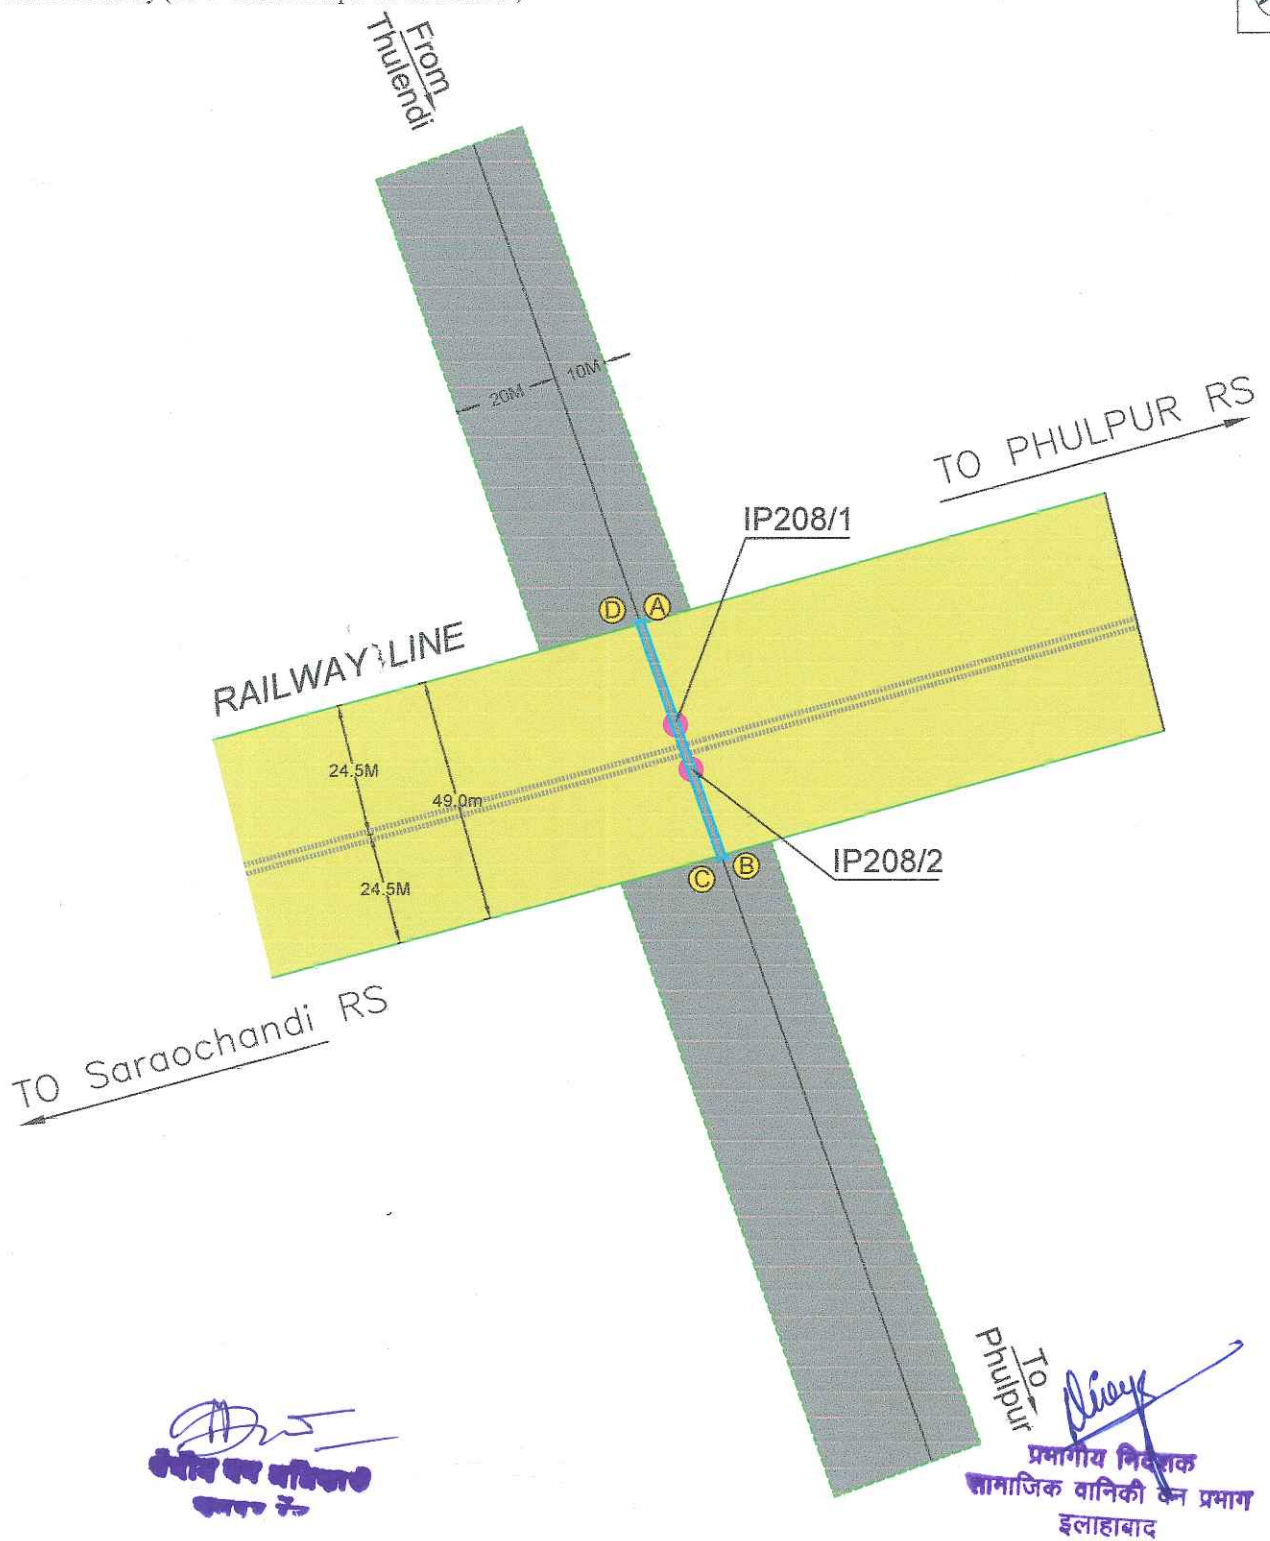 From
Thulendi
20M
10M
TO PHULPUR RS
IP208/1
D
A
RAILWAY LINE
24.5M
49.0m
24.5M
IP208/2
C
B
TO Saraochandi RS
To
Phulpur
प्रभागीय निदेशक
सामाजिक वानिकी वन प्रभाग
इलाहाबाद